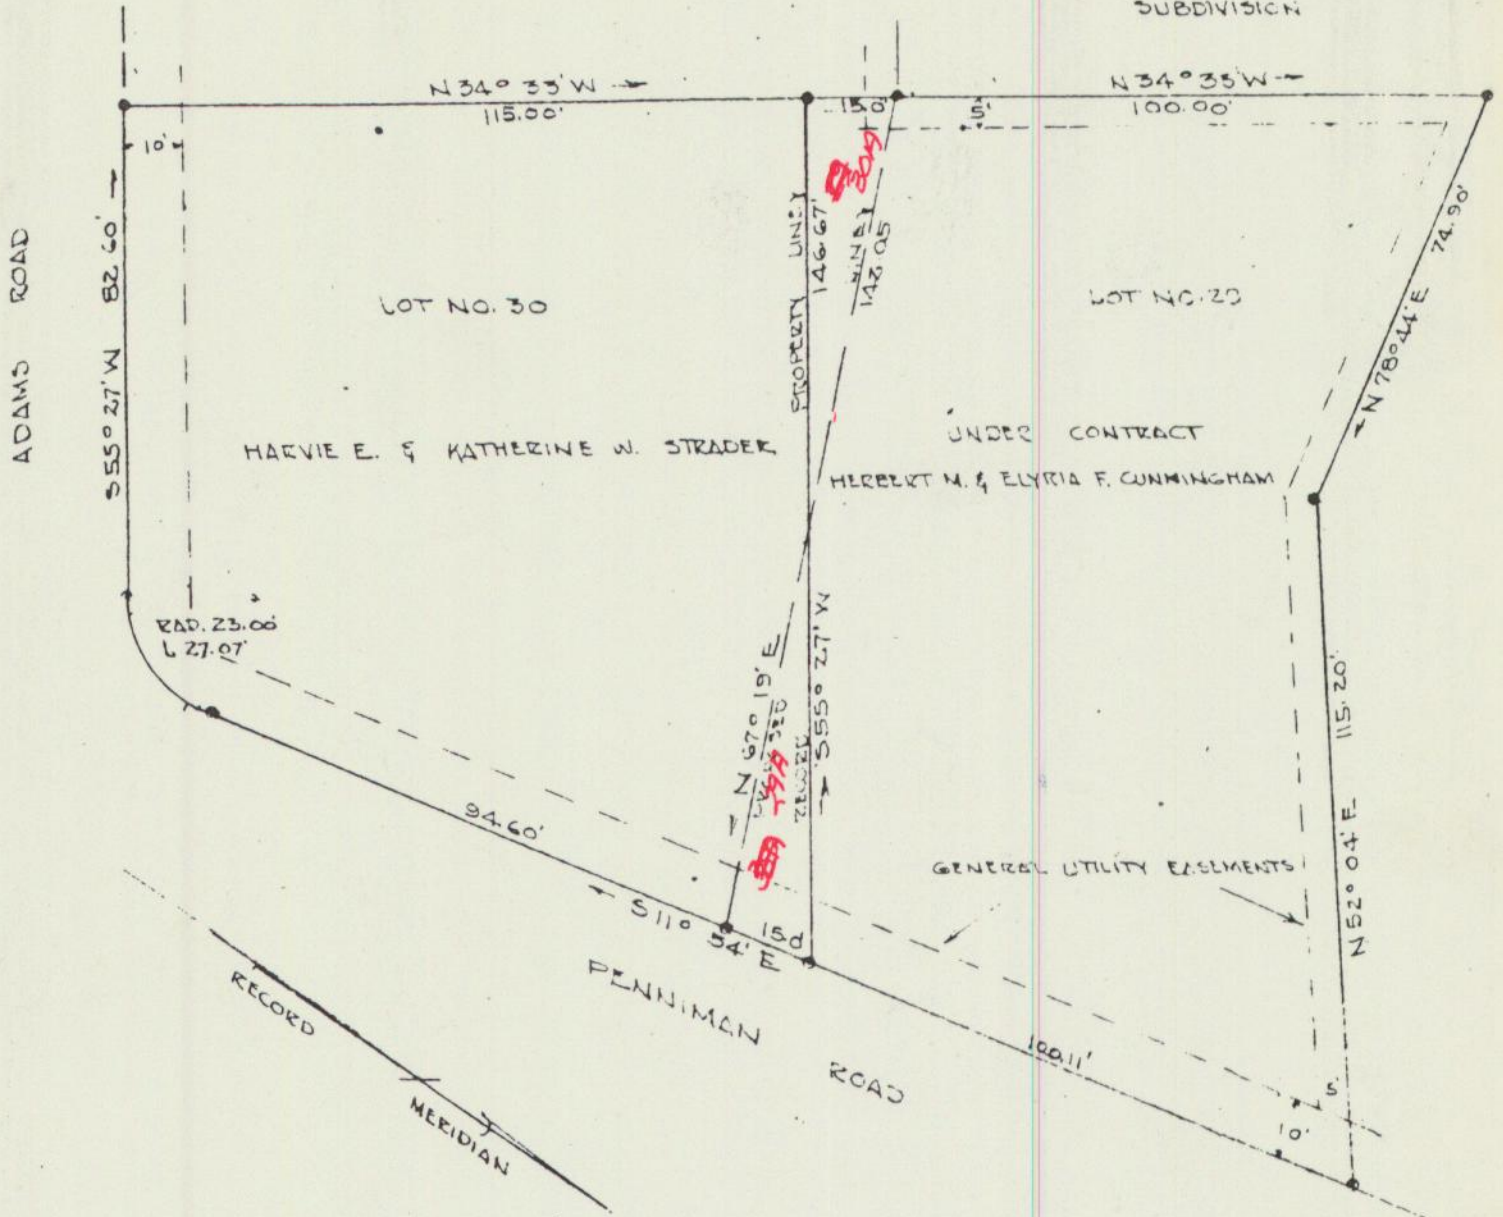 SUBDIVISION
N 34° 33' W
115.00'
15.0'
5'
N 34° 33' W
100.00'
10'
ADAMS ROAD
S 55° 27' W 82.60'
LOT NO. 30
PROPERTY LINE
146.67'
30A
LINE
148.05
LOT NO. 29
74.90'
N 78° 44' E
HARVIE E. & KATHERINE W. STRADER
UNDER CONTRACT
HERBERT M. & ELYRIA F. CUNNINGHAM
RAD. 23.00'
L 27.07'
N 67° 19' E
29A
RECORD
S 55° 27' W
115.20'
N 52° 04' E
94.60'
GENERAL UTILITY EASEMENTS
S 11° 54' E
15.0
PENNIMAN ROAD
100.11'
5
10'
RECORD
MERIDIAN